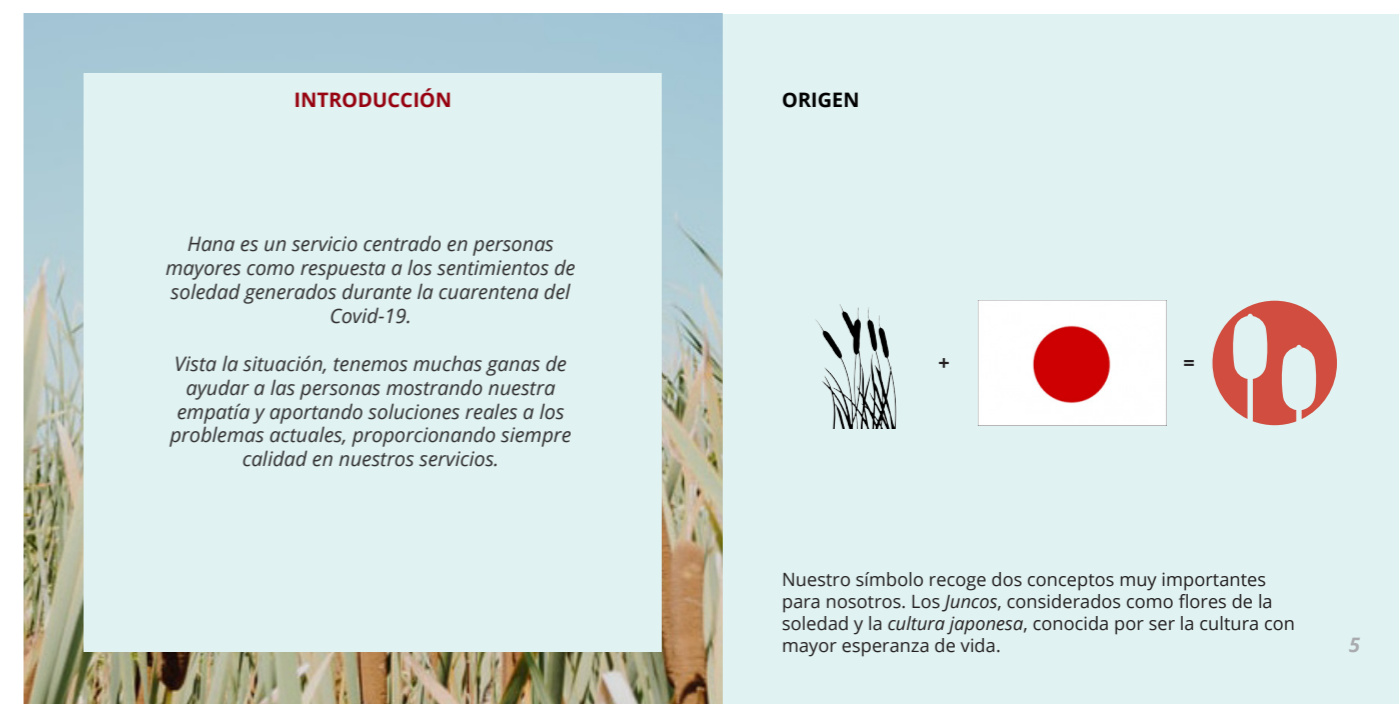 INTRODUCCIÓN
Hana es un servicio centrado en personas
mayores como respuesta a los sentimientos de
soledad generados durante la cuarentena del
Covid-19.
Vista la situación, tenemos muchas ganas de
ayudar a las personas mostrando nuestra
empatía y aportando soluciones reales a los
problemas actuales, proporcionando siempre
calidad en nuestros servicios.
ORIGEN
+ =
Nuestro símbolo recoge dos conceptos muy importantes
para nosotros. Los Juncos, considerados como flores de la
soledad y la cultura japonesa, conocida por ser la cultura con
mayor esperanza de vida.
5